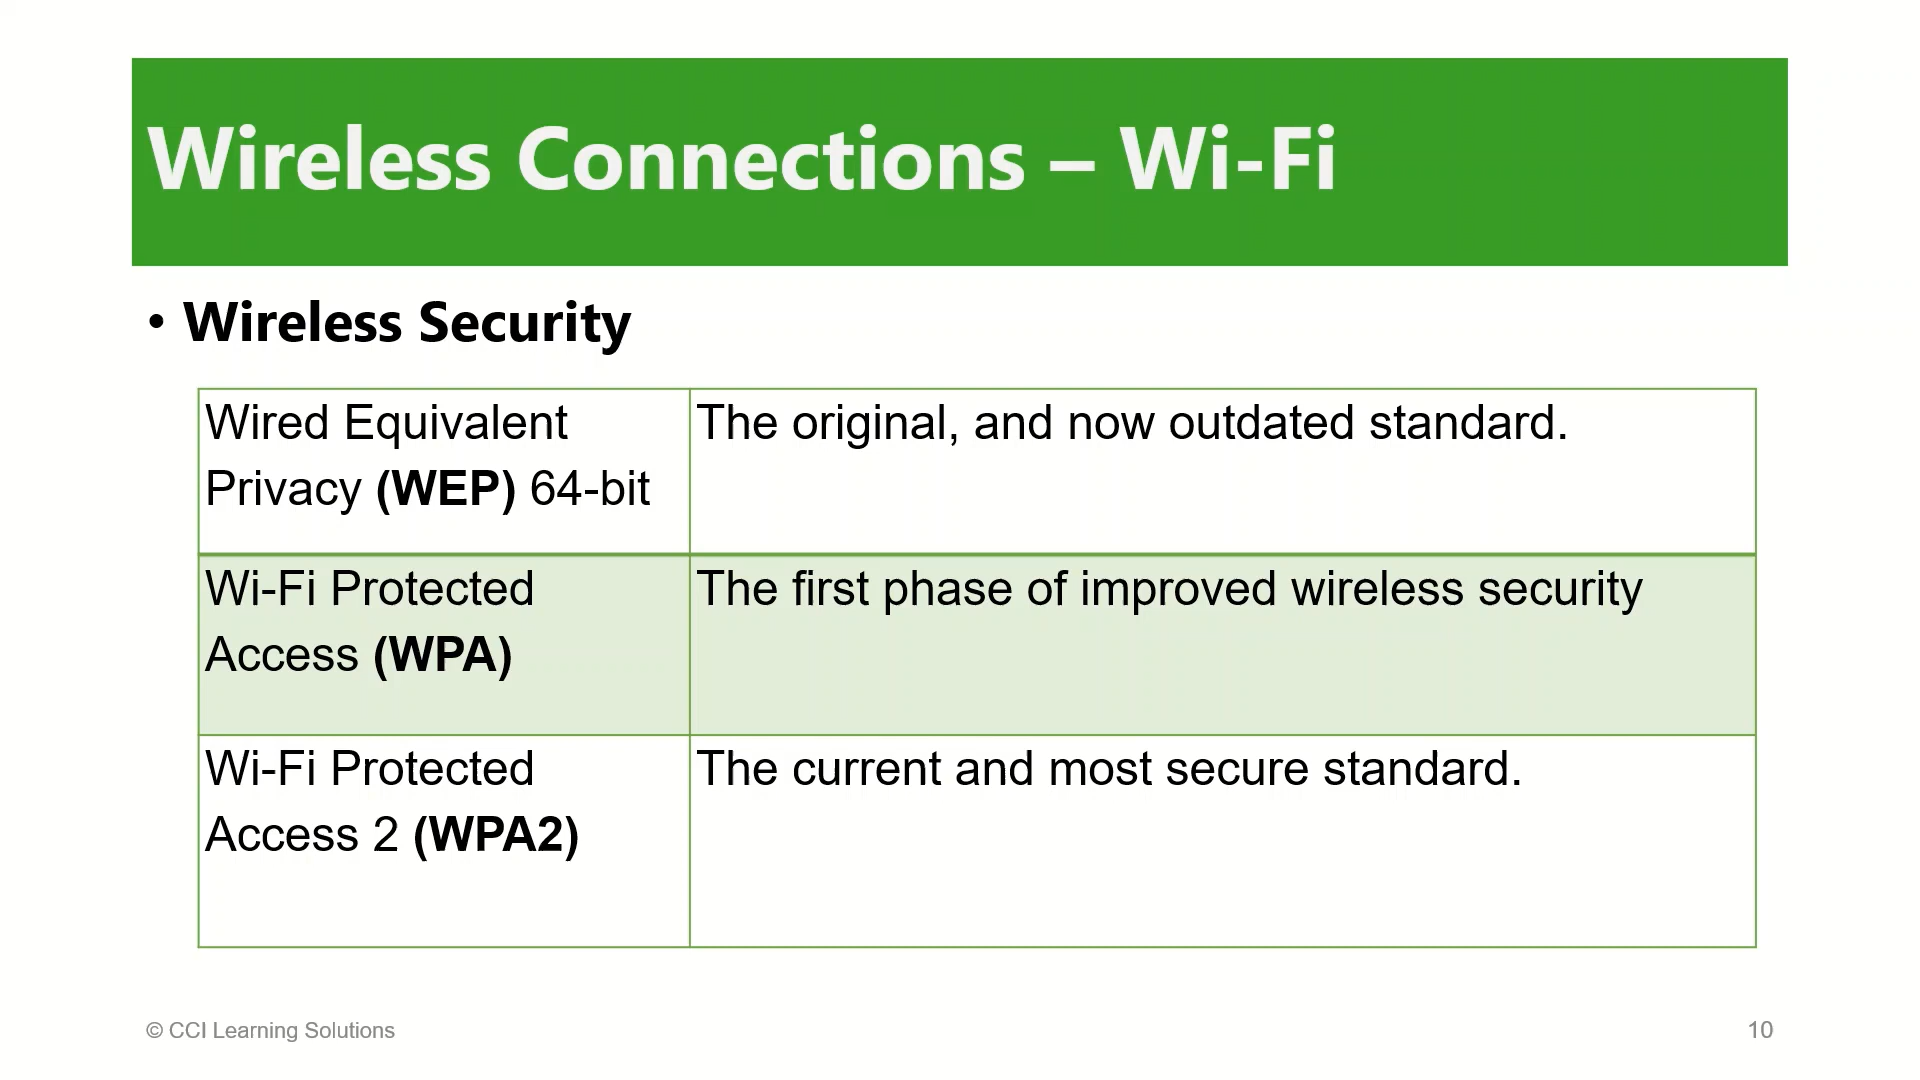 Wireless Connections – Wi-Fi
• Wireless Security
Wired Equivalent
Privacy (WEP) 64-bit
The original, and now outdated standard.
Wi-Fi Protected
Access (WPA)
The first phase of improved wireless security
Wi-Fi Protected
Access 2 (WPA2)
The current and most secure standard.
© CCI Learning Solutions
10